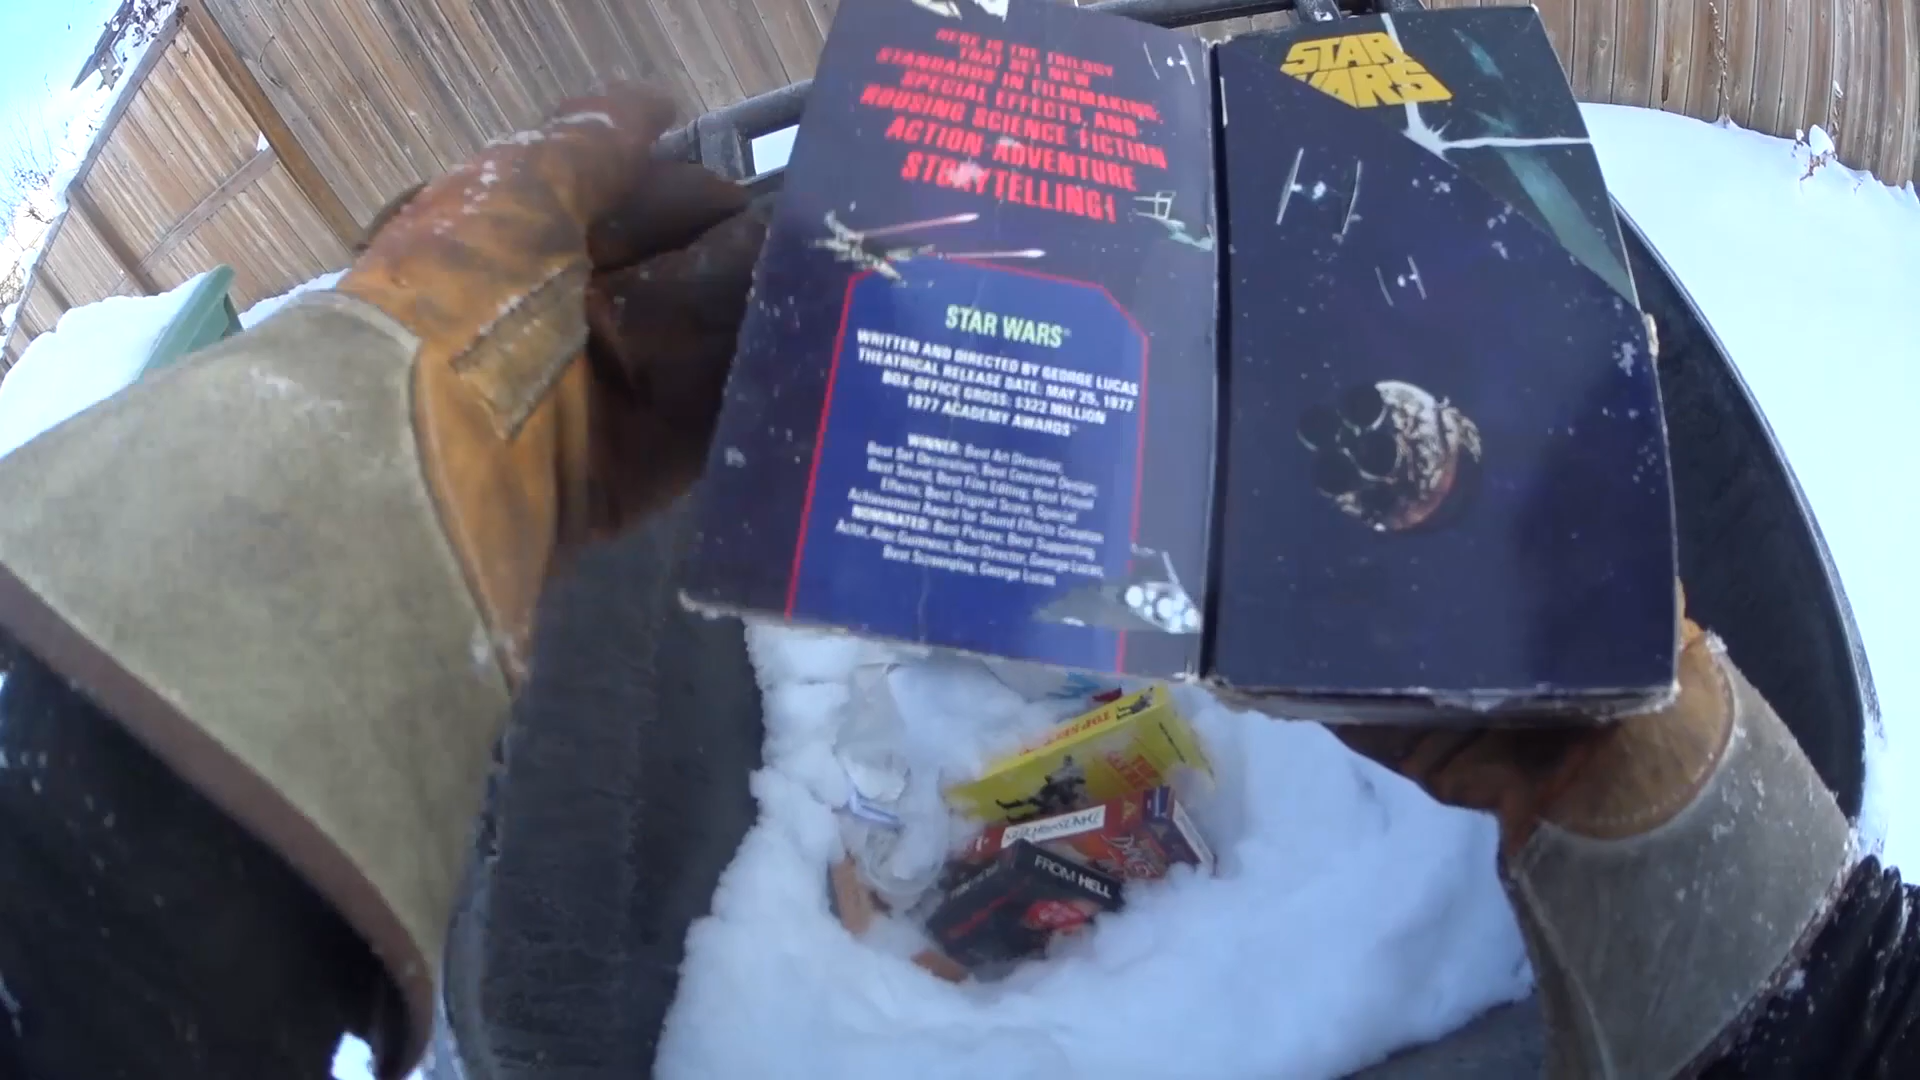 HERE IS THE TRILOGY
THAT SET NEW
STANDARDS IN FILMMAKING,
SPECIAL EFFECTS, AND
ROUSING SCIENCE FICTION
ACTION-ADVENTURE
STORYTELLING!
STAR WARS®
WRITTEN AND DIRECTED BY GEORGE LUCAS
THEATRICAL RELEASE DATE: MAY 25, 1977
BOX-OFFICE GROSS: $322 MILLION
1977 ACADEMY AWARDS
WINNER: Best Art Direction,
Best Set Decoration, Best Costume Design,
Best Sound, Best Film Editing, Best Visual
Effects, Best Original Score, Special
Achievement Award for Sound Effects Creation
NOMINATED: Best Picture; Best Supporting
Actor, Alec Guinness; Best Director, George Lucas;
Best Screenplay, George Lucas
STAR
WARS
FROM HELL